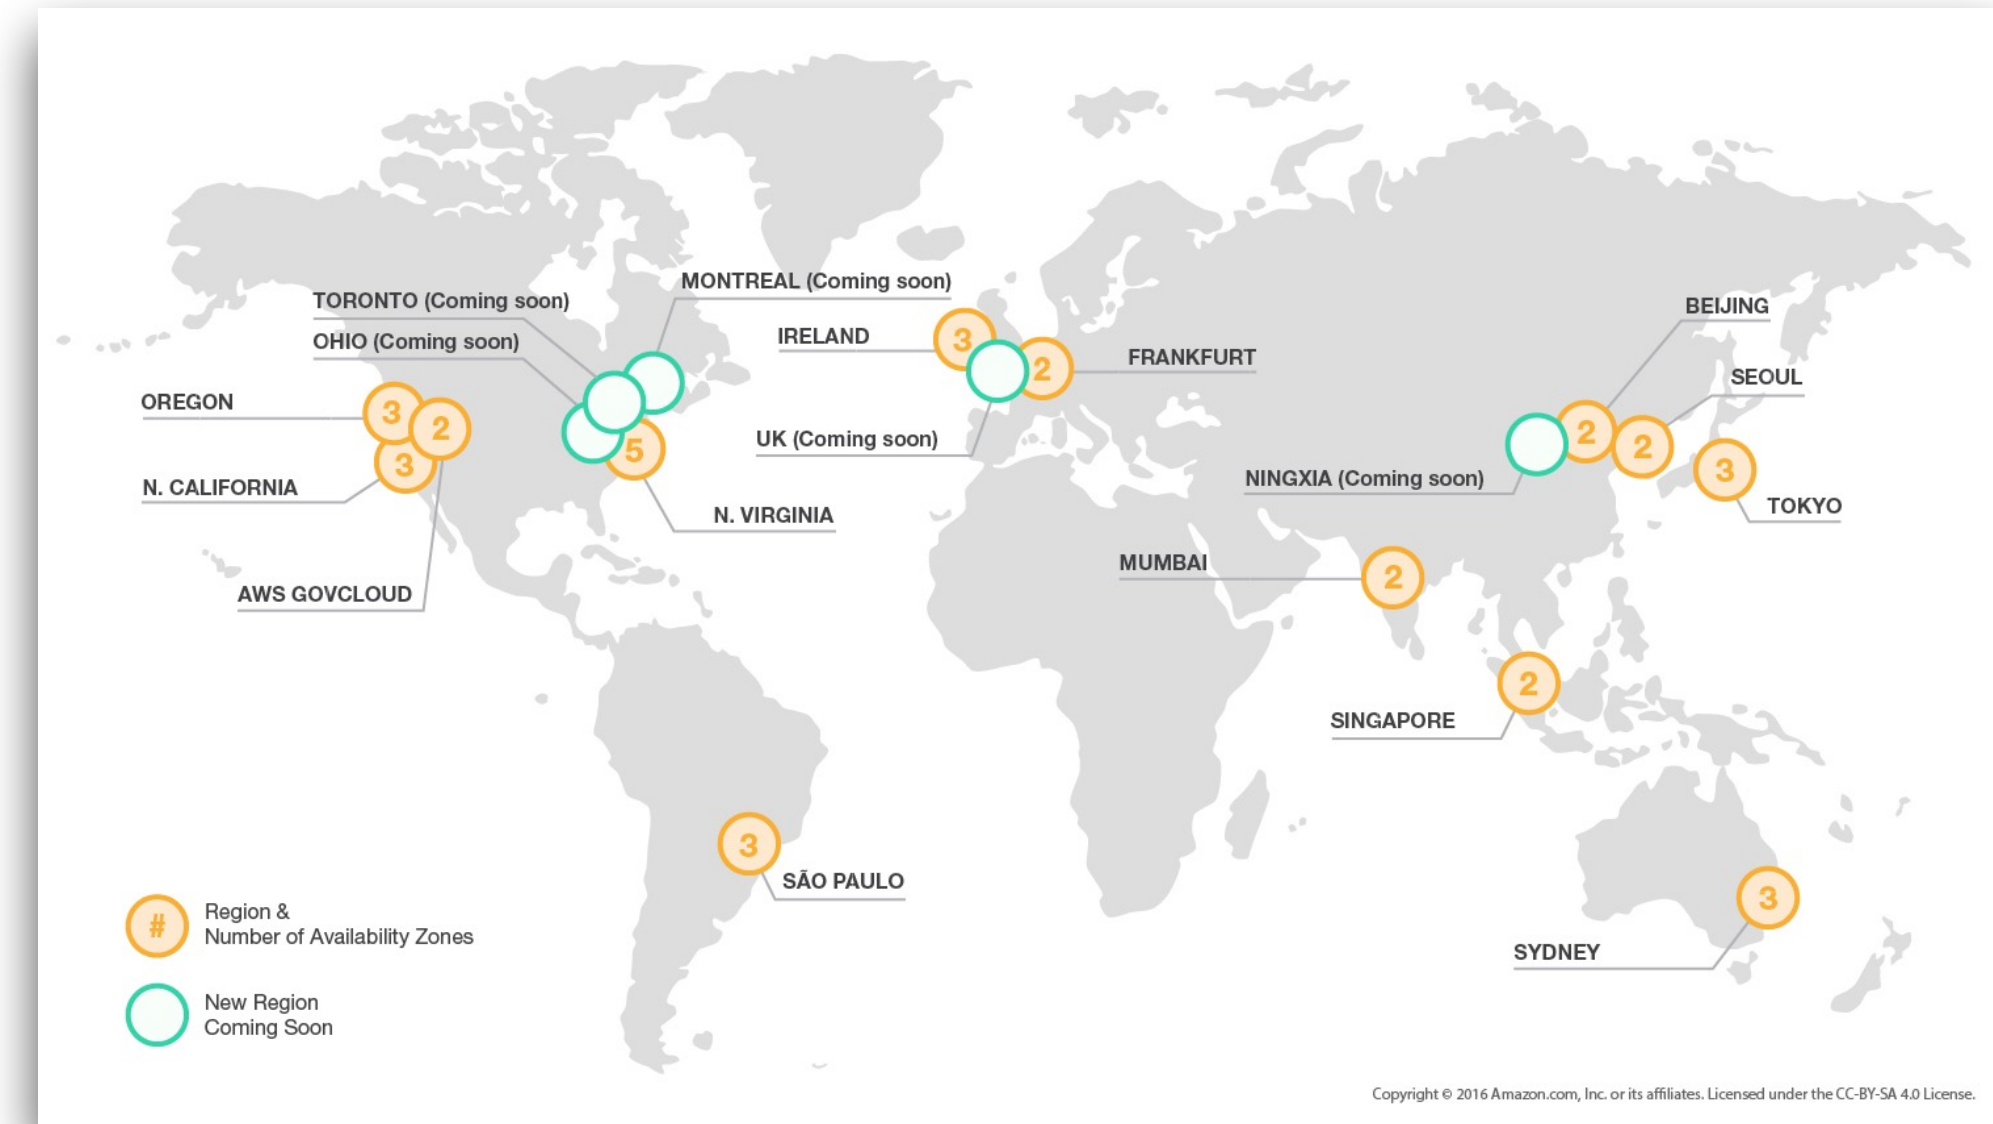 MONTREAL (Coming soon)
TORONTO (Coming soon)
OHIO (Coming soon)
OREGON
3
2
3
5
N. CALIFORNIA
N. VIRGINIA
AWS GOVCLOUD
IRELAND
3
2
FRANKFURT
UK (Coming soon)
BEIJING
SEOUL
2
2
3
NINGXIA (Coming soon)
TOKYO
MUMBAI
2
2
SINGAPORE
3
SÃO PAULO
3
SYDNEY
#
Region &
Number of Availability Zones
New Region
Coming Soon
Copyright © 2016 Amazon.com, Inc. or its affiliates. Licensed under the CC-BY-SA 4.0 License.